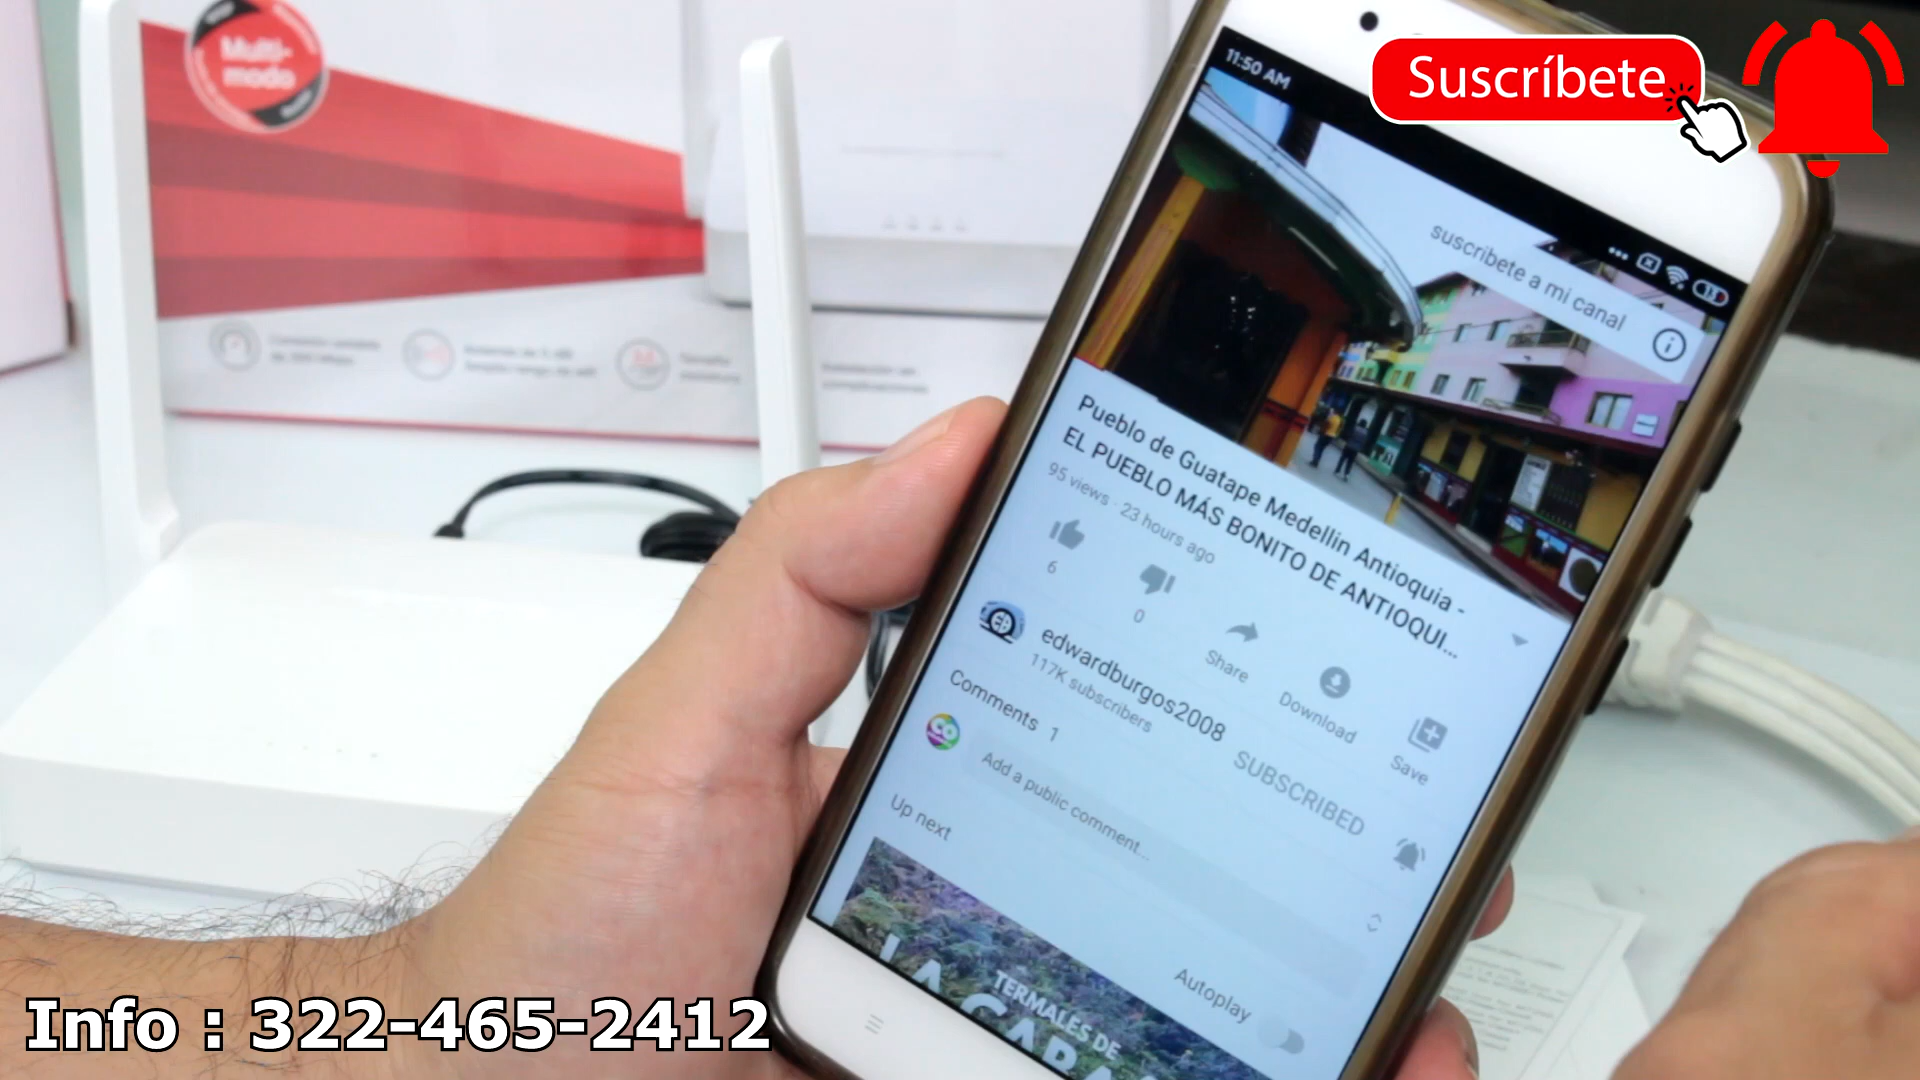 Multi-
modo
Suscríbete
11:50 AM
suscribete a mi canal
Pueblo de Guatape Medellin Antioquia -
EL PUEBLO MÁS BONITO DE ANTIOQUI...
95 views · 23 hours ago
6
0
Share
Download
Save
edwardburgos2008
117K subscribers
SUBSCRIBED
Comments 1
Add a public comment...
Up next
Autoplay
TERMALES DE
Info : 322-465-2412